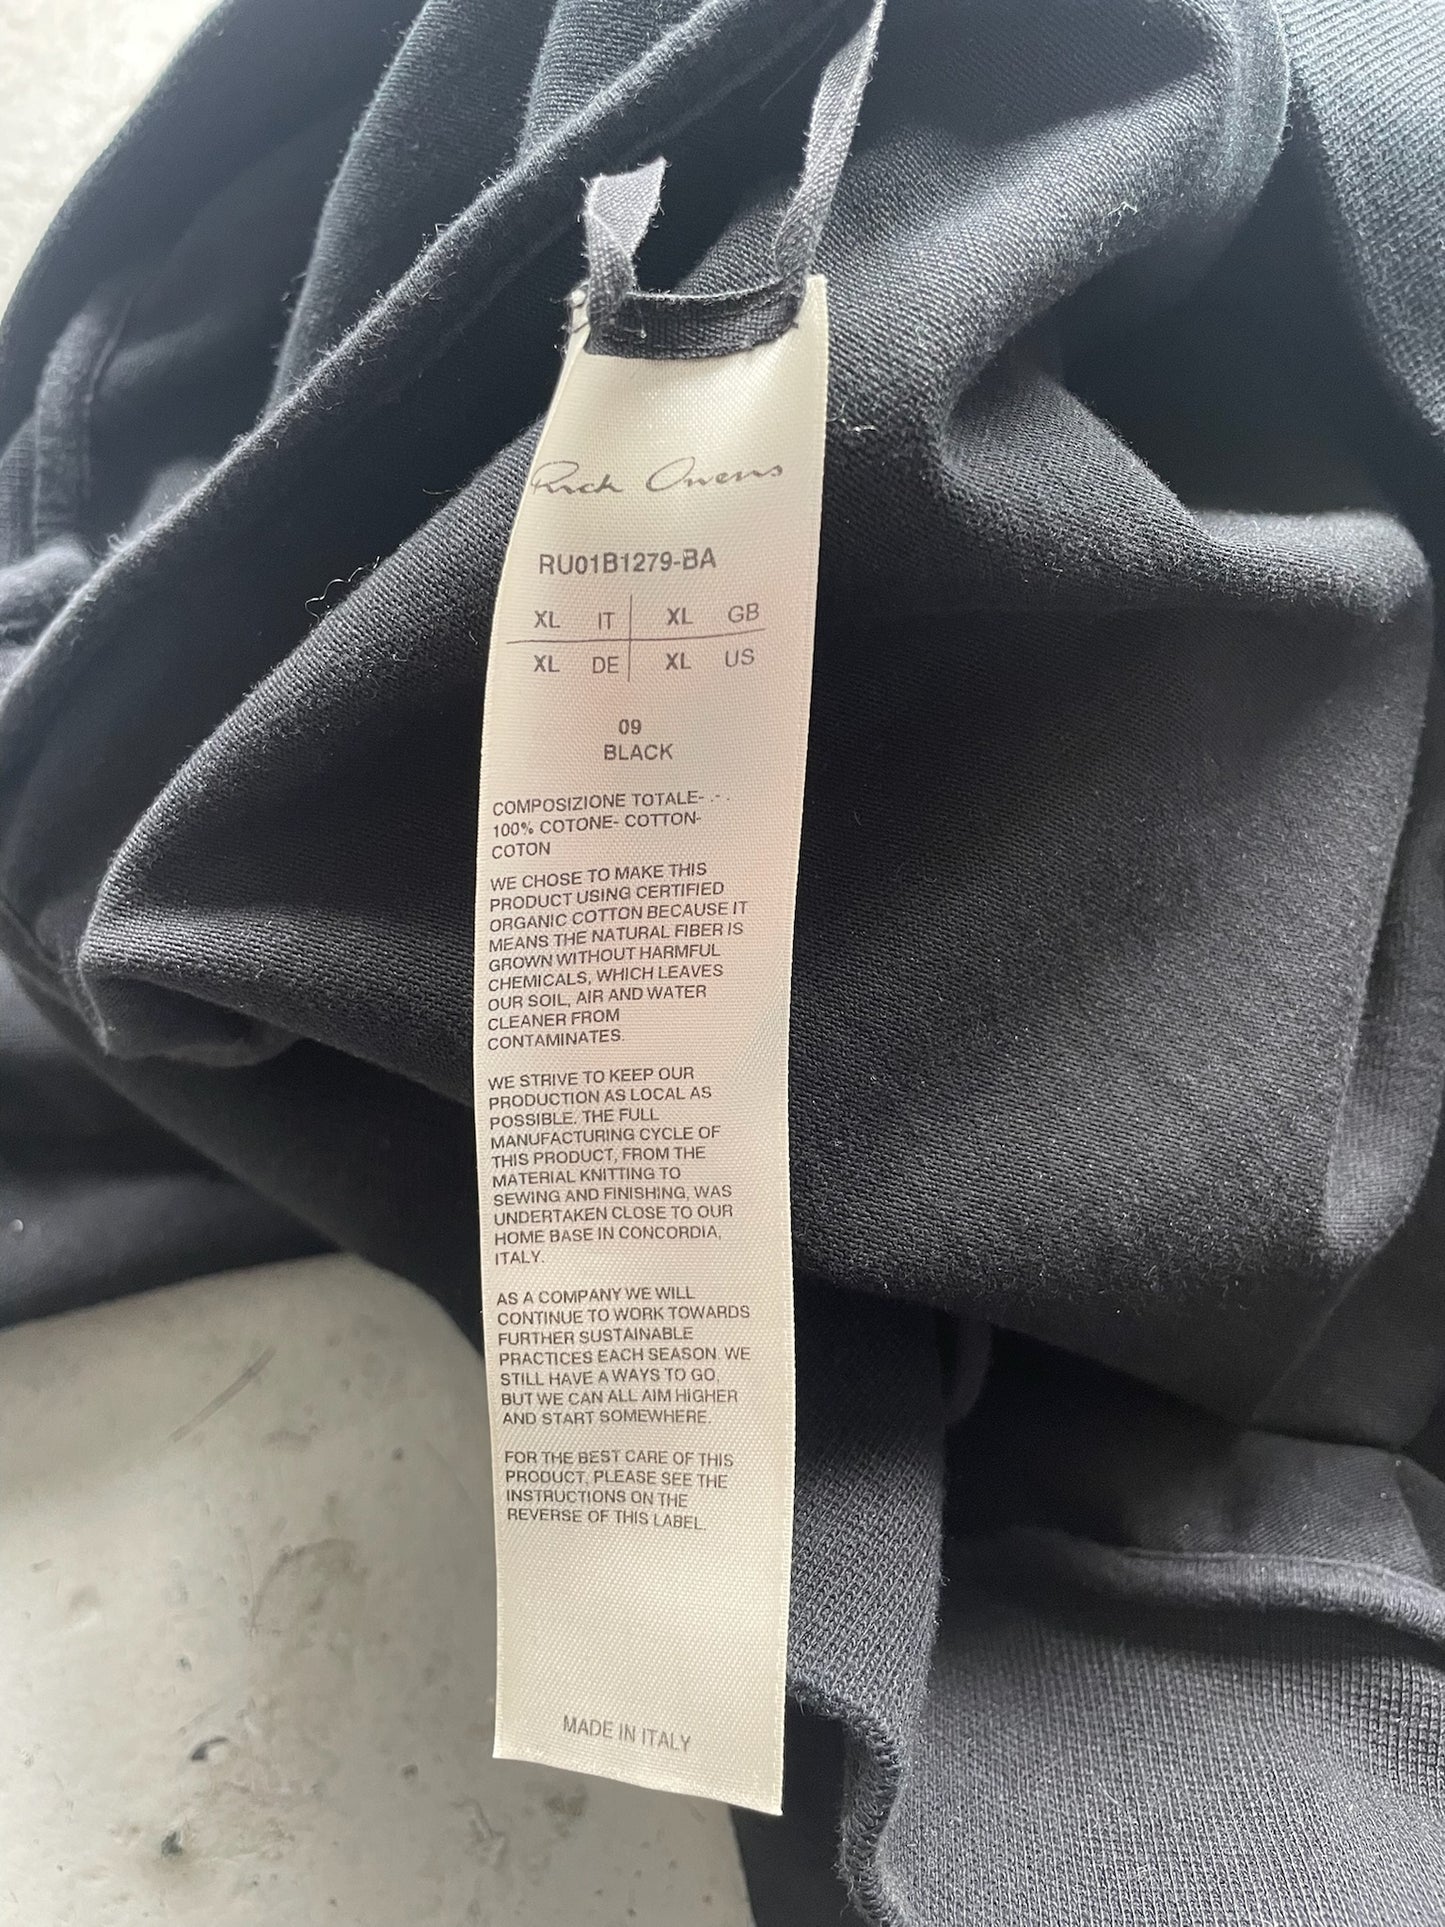 Rick Owens
RU01B1279-BA
XL IT XL GB
XL DE XL US
09
BLACK
COMPOSIZIONE TOTALE- .- .
100% COTONE- COTTON-
COTON
WE CHOSE TO MAKE THIS
PRODUCT USING CERTIFIED
ORGANIC COTTON BECAUSE IT
MEANS THE NATURAL FIBER IS
GROWN WITHOUT HARMFUL
CHEMICALS, WHICH LEAVES
OUR SOIL, AIR AND WATER
CLEANER FROM
CONTAMINATES.
WE STRIVE TO KEEP OUR
PRODUCTION AS LOCAL AS
POSSIBLE. THE FULL
MANUFACTURING CYCLE OF
THIS PRODUCT, FROM THE
MATERIAL KNITTING TO
SEWING AND FINISHING, WAS
UNDERTAKEN CLOSE TO OUR
HOME BASE IN CONCORDIA,
ITALY.
AS A COMPANY WE WILL
CONTINUE TO WORK TOWARDS
FURTHER SUSTAINABLE
PRACTICES EACH SEASON. WE
STILL HAVE A WAYS TO GO,
BUT WE CAN ALL AIM HIGHER
AND START SOMEWHERE.
FOR THE BEST CARE OF THIS
PRODUCT, PLEASE SEE THE
INSTRUCTIONS ON THE
REVERSE OF THIS LABEL.
MADE IN ITALY